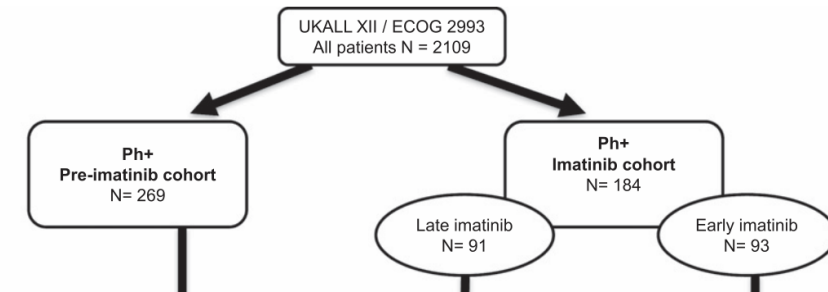 UKALL XII / ECOG 2993
All patients N = 2109
Ph+
Pre-imatinib cohort
N= 269
Ph+
Imatinib cohort
N= 184
Late imatinib
N= 91
Early imatinib
N= 93